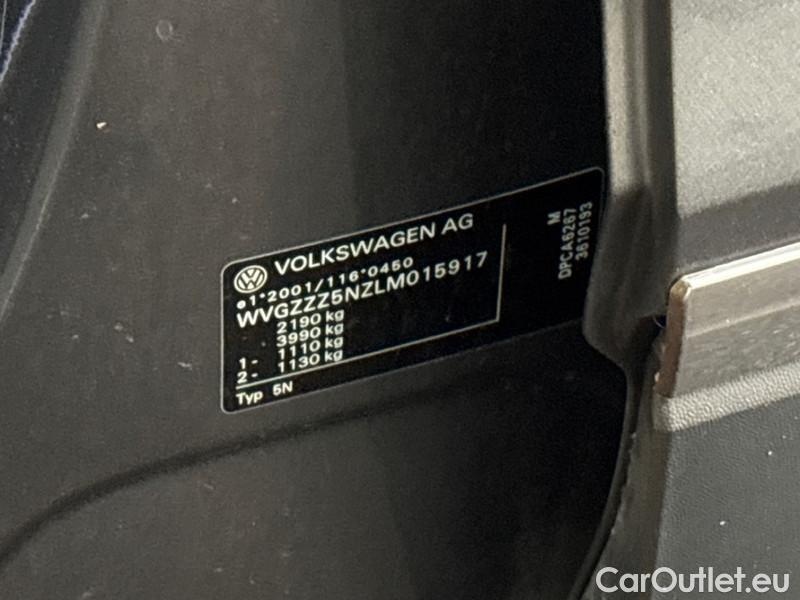 VOLKSWAGEN AG
e1*2001/116*0450
WVGZZZ5NZLM015917
2190 kg
3990 kg
1- 1110 kg
2- 1130 kg
Typ 5N
M
DPCA6267
3610193
CarOutlet.eu